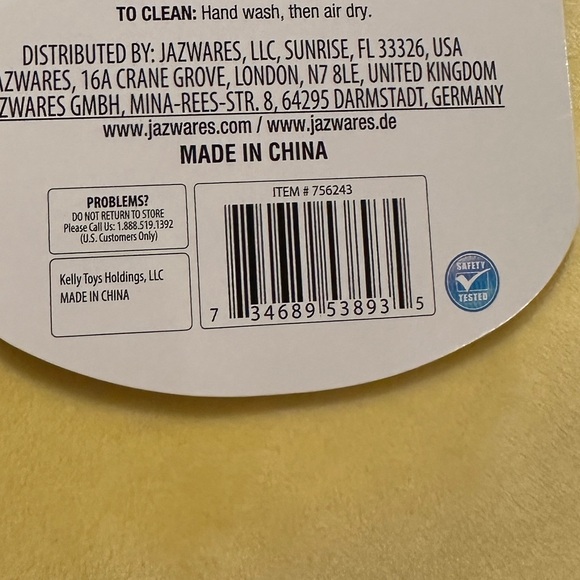 TO CLEAN: Hand wash, then air dry.
DISTRIBUTED BY: JAZWARES, LLC, SUNRISE, FL 33326, USA
AZWARES, 16A CRANE GROVE, LONDON, N7 8LE, UNITED KINGDOM
ZWARES GMBH, MINA-REES-STR. 8, 64295 DARMSTADT, GERMANY
www.jazwares.com / www.jazwares.de
MADE IN CHINA
PROBLEMS?
DO NOT RETURN TO STORE
Please Call Us: 1.888.519.1392
(U.S. Customers Only)
Kelly Toys Holdings, LLC
MADE IN CHINA
ITEM # 756243
7 34689 53893 5
SAFETY
TESTED